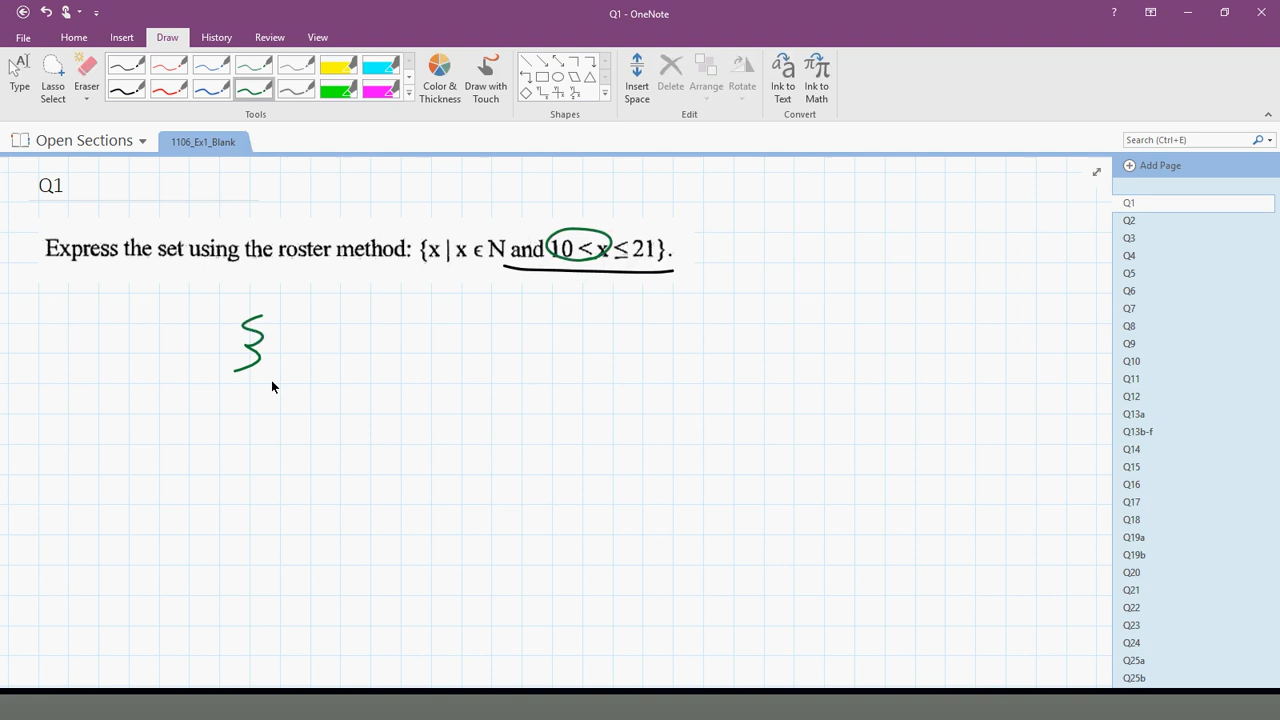 Q1 - OneNote
?
File Home Insert Draw History Review View
Type
Lasso Select
Eraser
Color & Thickness
Draw with Touch
Insert Space
Delete
Arrange
Rotate
Ink to Text
Ink to Math
Tools
Shapes
Edit
Convert
Open Sections
1106_Ex1_Blank
Search (Ctrl+E)
Add Page
Q1
Express the set using the roster method: {x | x ϵ N and 10 < x ≤ 21}.
{
Q1
Q2
Q3
Q4
Q5
Q6
Q7
Q8
Q9
Q10
Q11
Q12
Q13a
Q13b-f
Q14
Q15
Q16
Q17
Q18
Q19a
Q19b
Q20
Q21
Q22
Q23
Q24
Q25a
Q25b